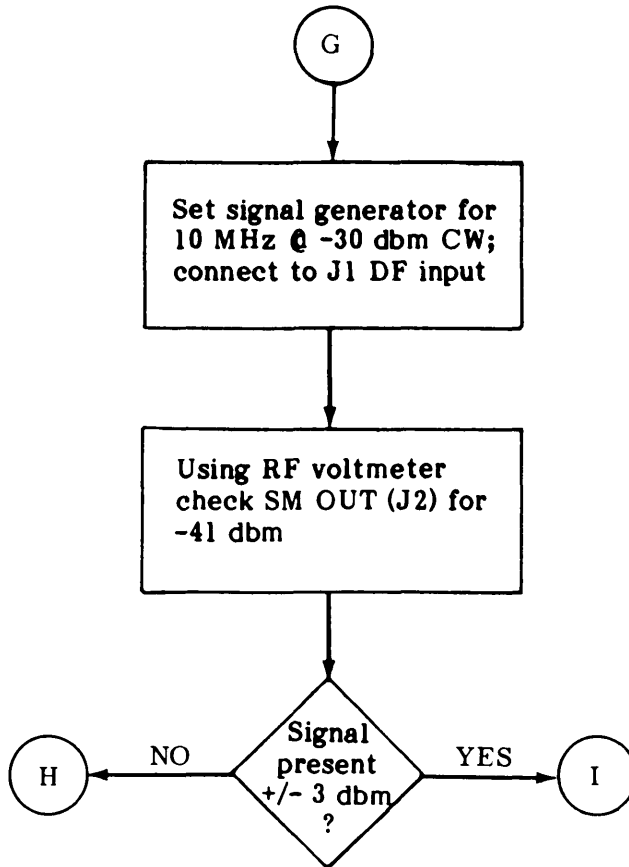 G
Set signal generator for
10 MHz @ -30 dbm CW;
connect to J1 DF input
Using RF voltmeter
check SM OUT (J2) for
-41 dbm
Signal
present
+/- 3 dbm
?
H
NO
YES
I